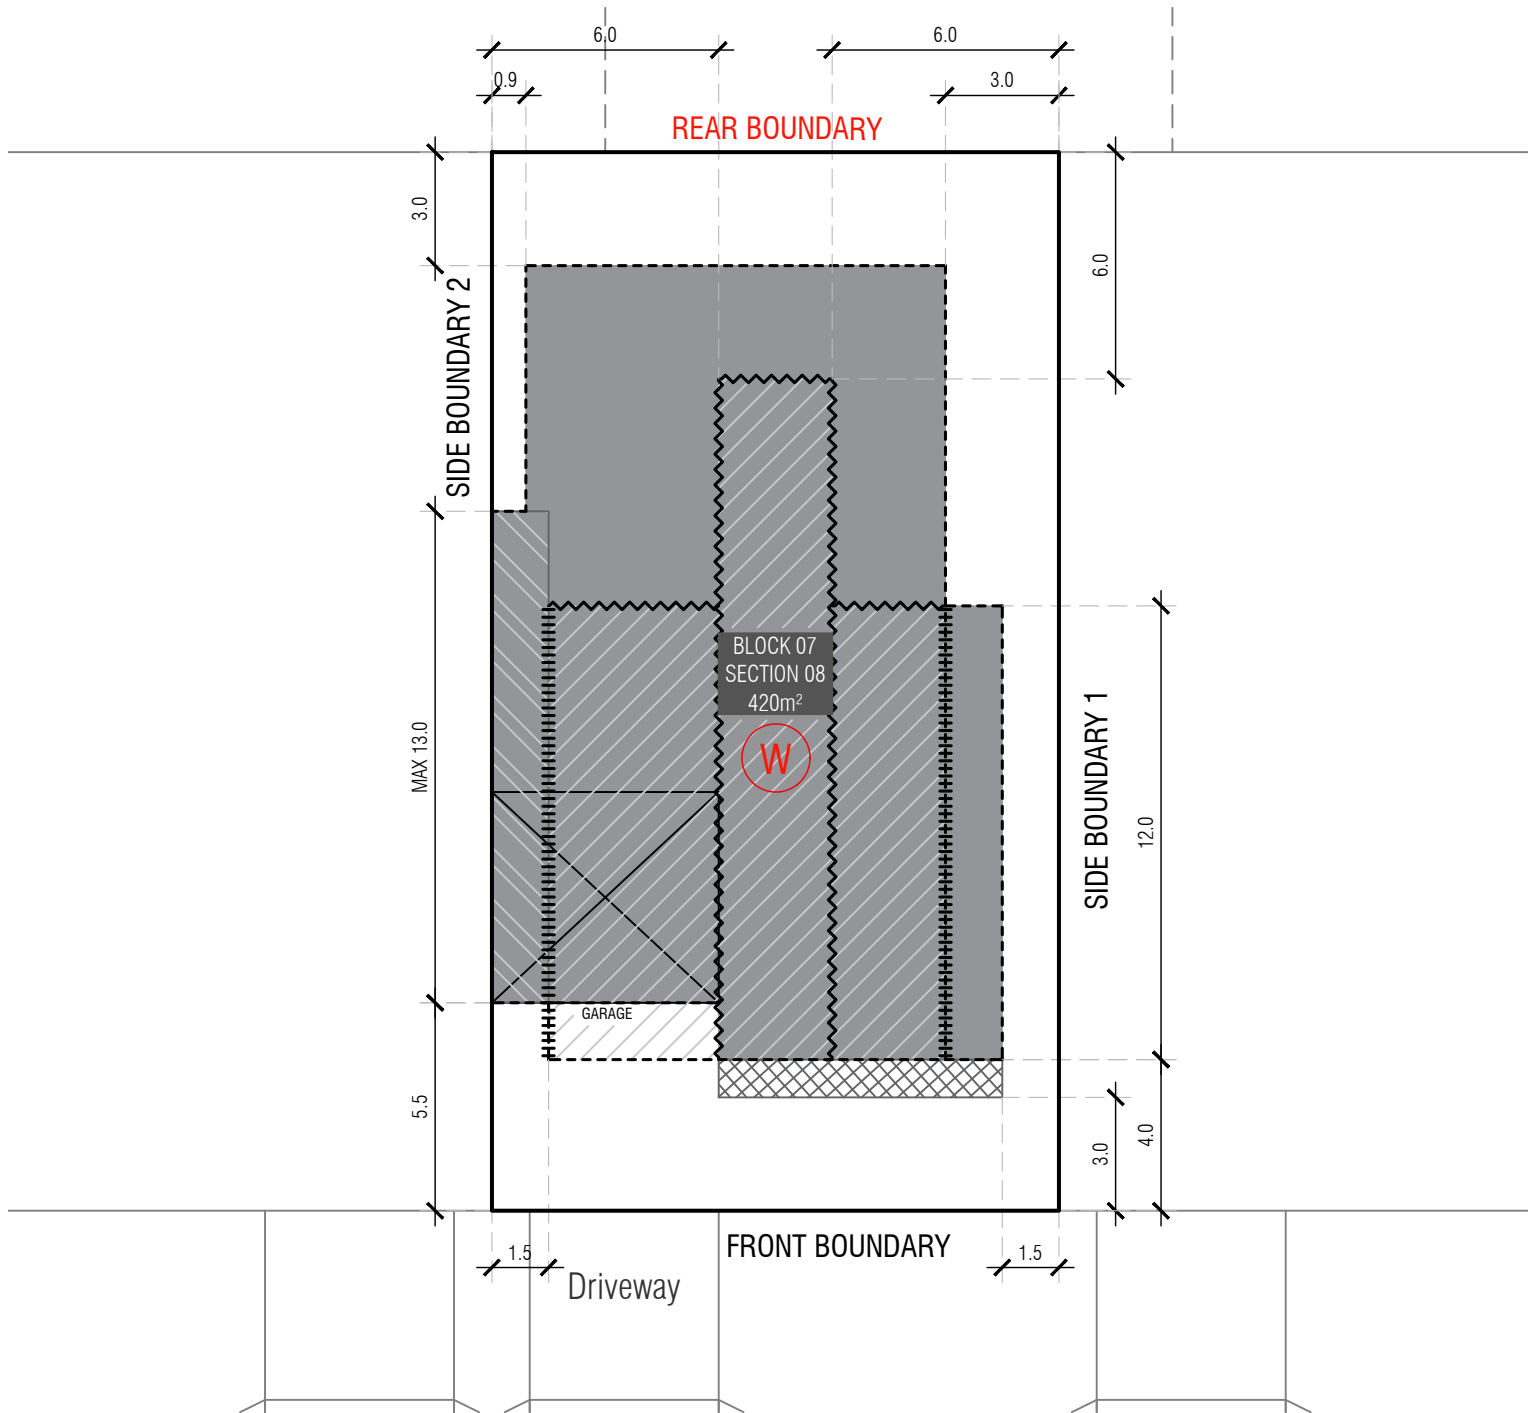 6.0
6.0
0.9
3.0
REAR BOUNDARY
3.0
6.0
SIDE BOUNDARY 2
BLOCK 07
SECTION 08
420m²
W
MAX 13.0
SIDE BOUNDARY 1
12.0
GARAGE
5.5
3.0
4.0
FRONT BOUNDARY
1.5
1.5
Driveway